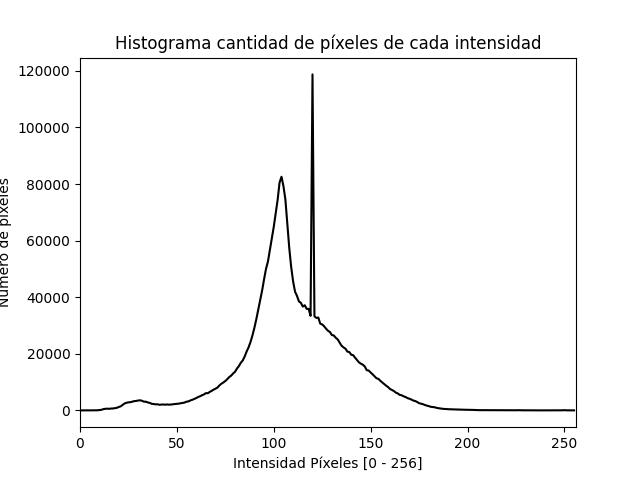 Histograma cantidad de píxeles de cada intensidad
120000
100000
80000
60000
40000
20000
0
Número de píxeles
0 50 100 150 200 250
Intensidad Píxeles [0 - 256]